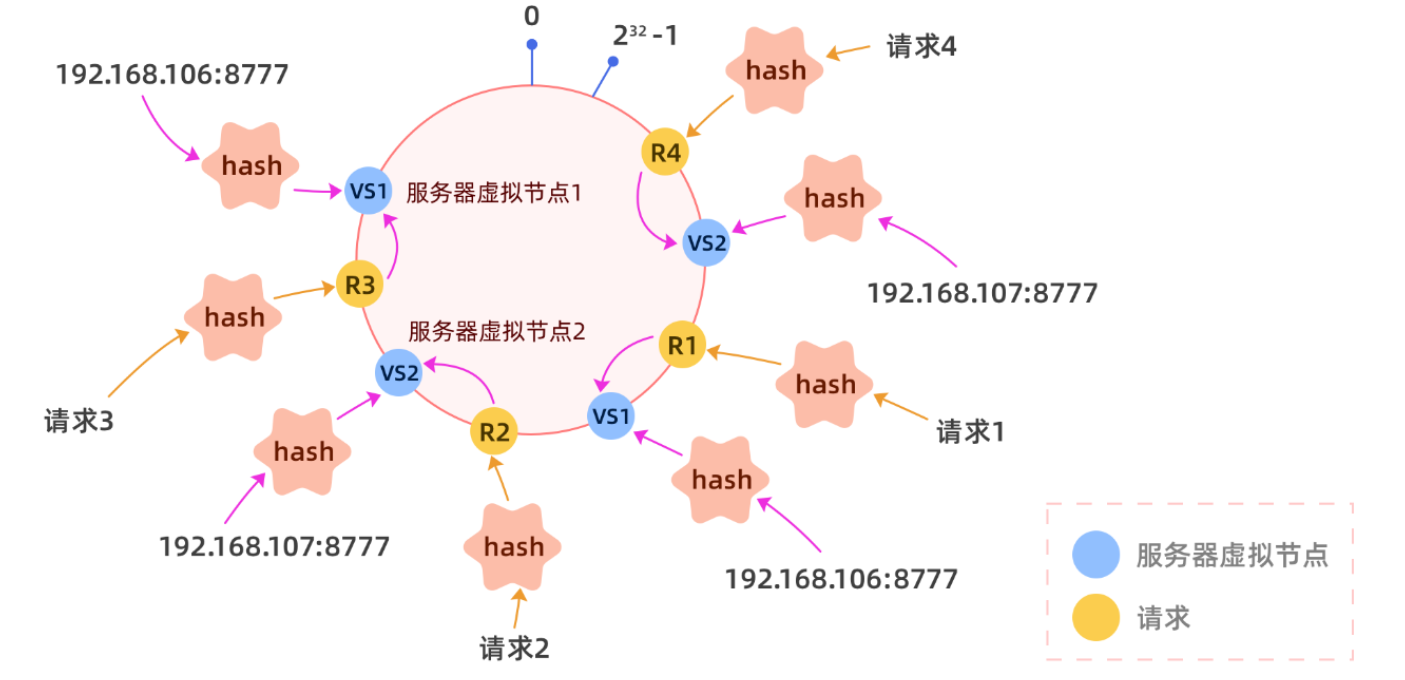 0
2³² -1
请求4
hash
192.168.106:8777
hash
R4
hash
VS1
服务器虚拟节点1
VS2
R3
192.168.107:8777
hash
服务器虚拟节点2
R1
VS2
hash
请求3
VS1
R2
请求1
hash
hash
192.168.107:8777
hash
192.168.106:8777
请求2
服务器虚拟节点
请求